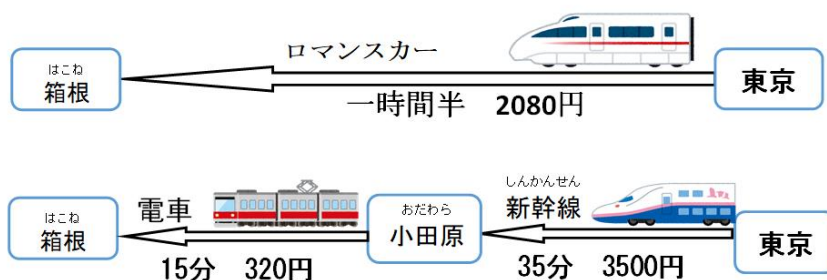 ロマンスカー
はこね
箱根
東京
一時間半 2080円
しんかんせん
はこね
電車
おだわら
新幹線
箱根
小田原
東京
15分 320円
35分 3500円